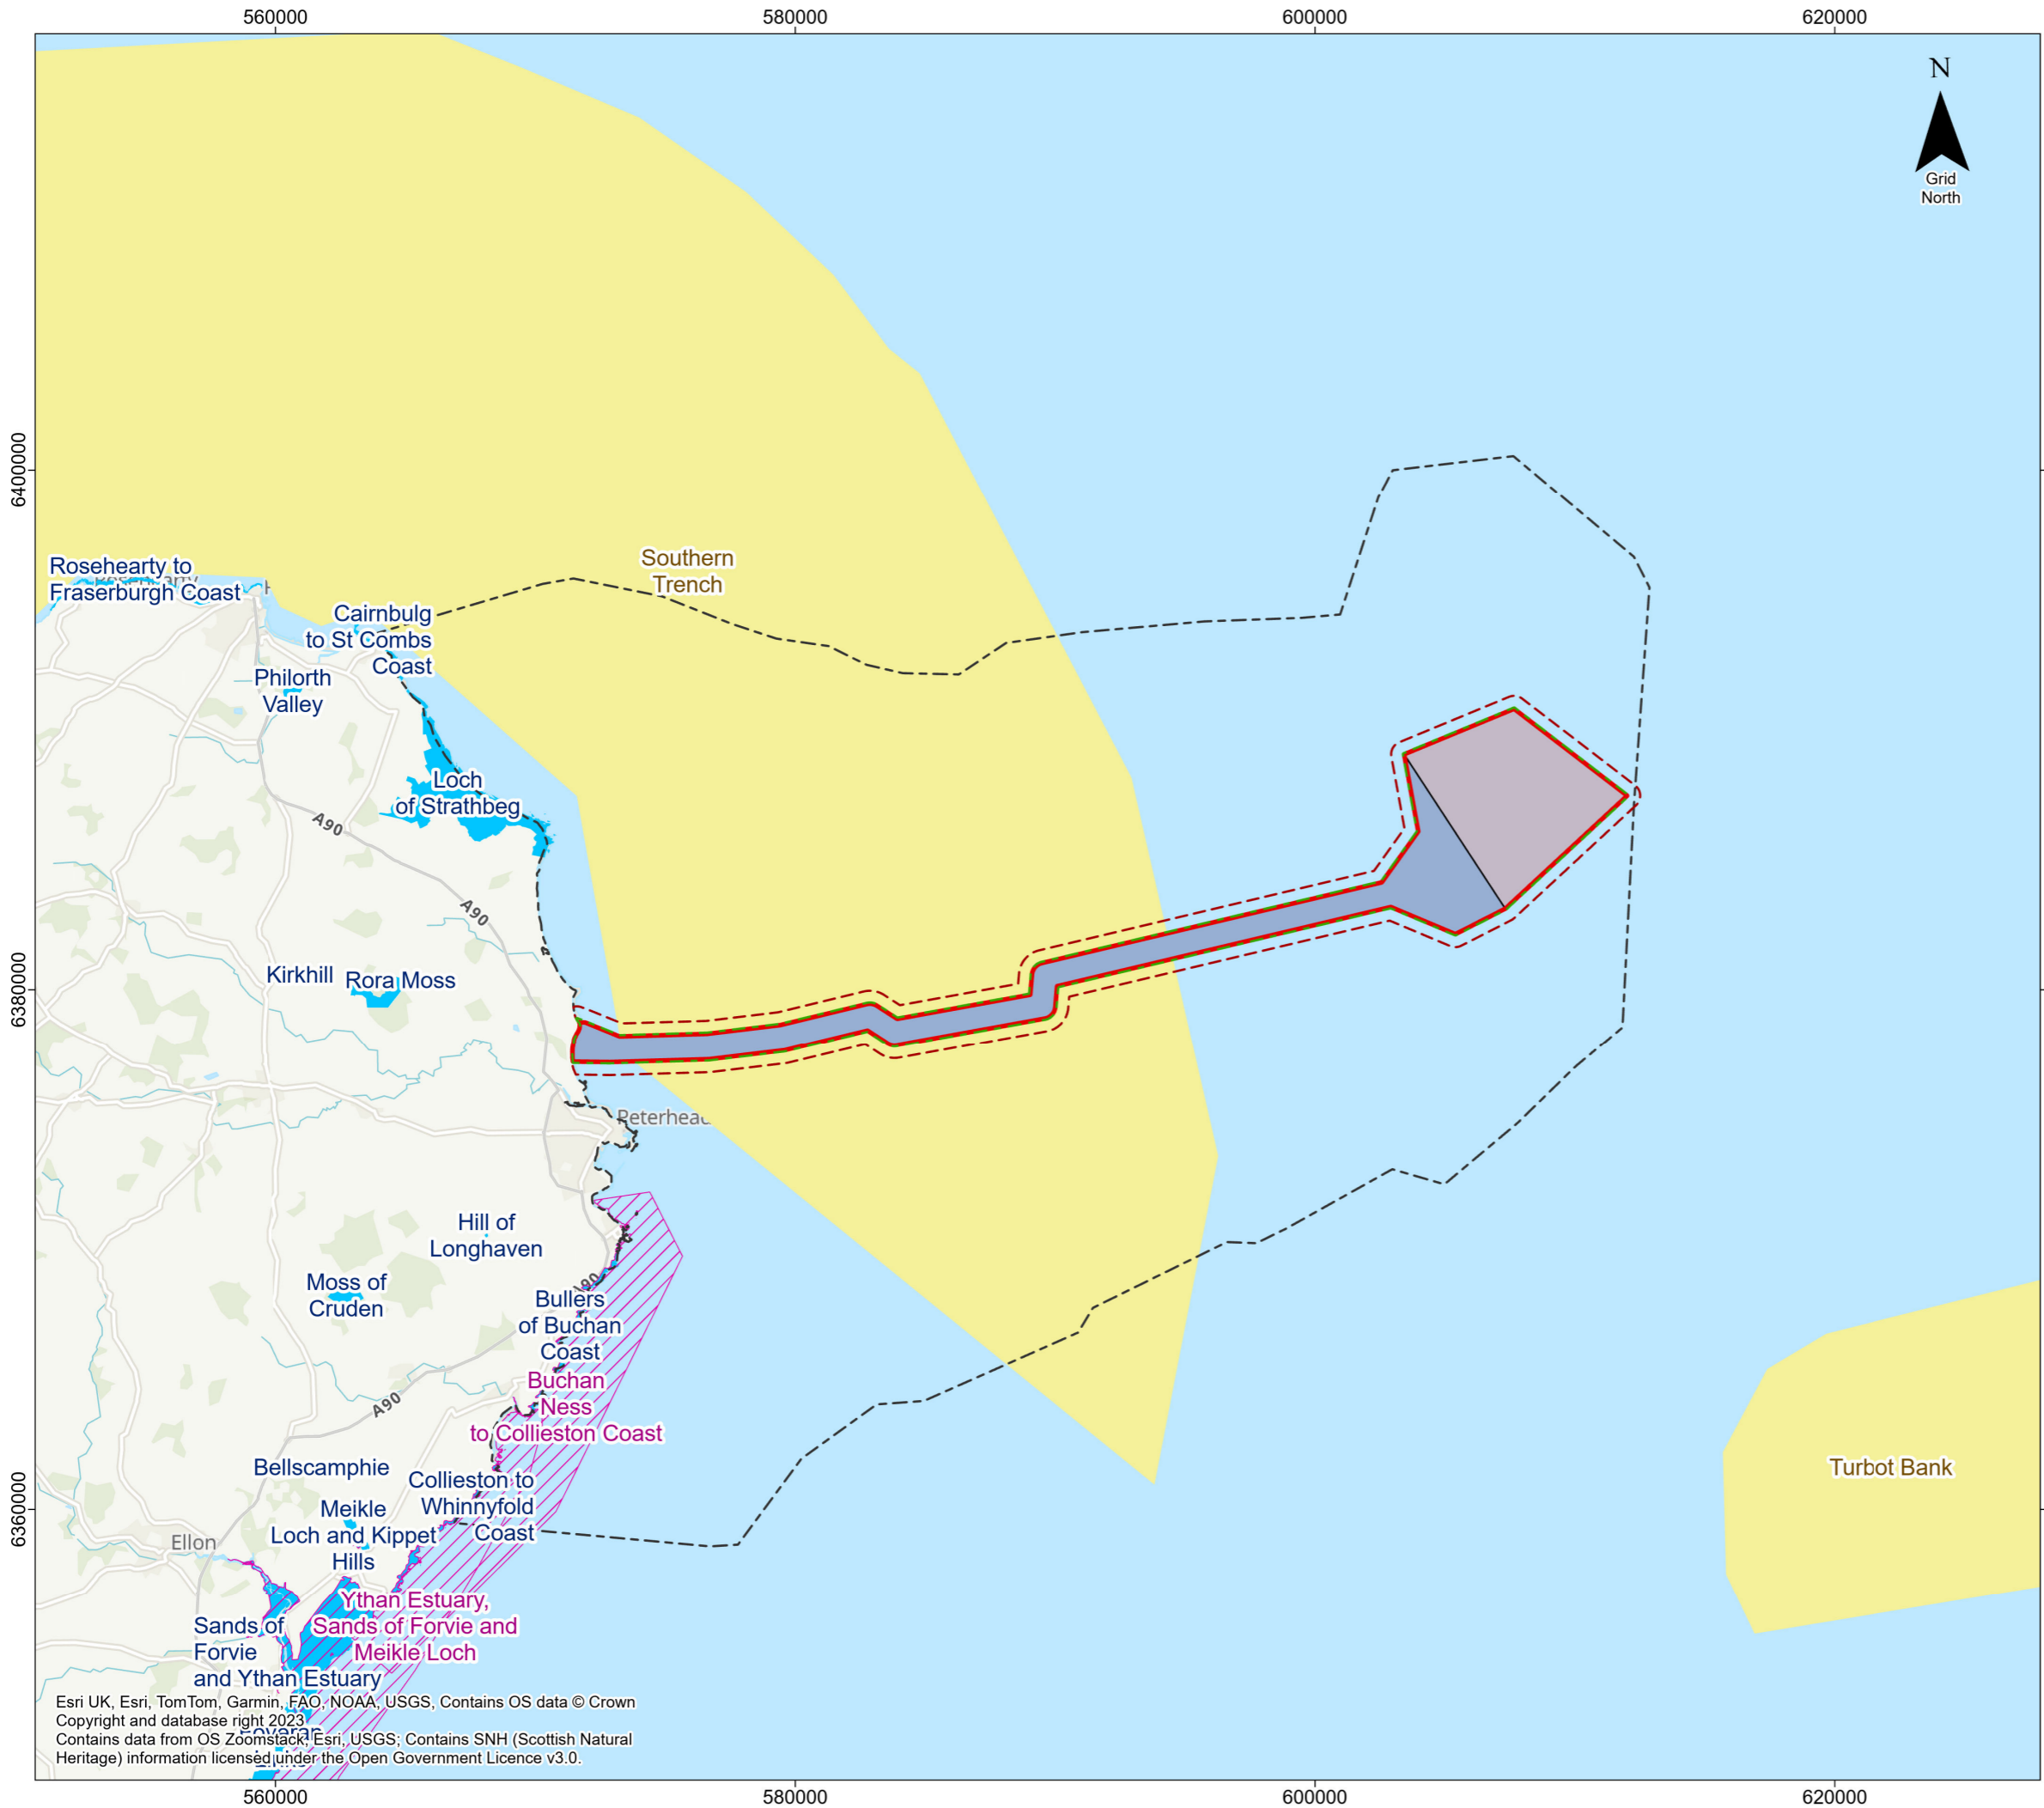 560000
580000
600000
620000
N
Grid
North
6400000
6380000
6360000
Southern
Trench
Rosehearty to
Fraserburgh Coast
Cairnbulg
to St Combs
Coast
Philorth
Valley
Loch
of Strathbeg
A90
A90
Kirkhill
Rora Moss
Peterhead
Hill of
Longhaven
Moss of
Cruden
A90
Bullers
of Buchan
Coast
Buchan
Ness
to Collieston Coast
A90
Bellscamphie
Collieston to
Whinnyfold
Coast
Turbot Bank
Meikle
Loch and Kippet
Hills
Ellon
Ythan Estuary,
Sands of Forvie and
Meikle Loch
Sands of
Forvie
and Ythan Estuary
Esri UK, Esri, TomTom, Garmin, FAO, NOAA, USGS, Contains OS data © Crown
Copyright and database right 2023
Contains data from OS Zoomstack, Esri, USGS; Contains SNH (Scottish Natural
Heritage) information licensed under the Open Government Licence v3.0.
560000
580000
600000
620000